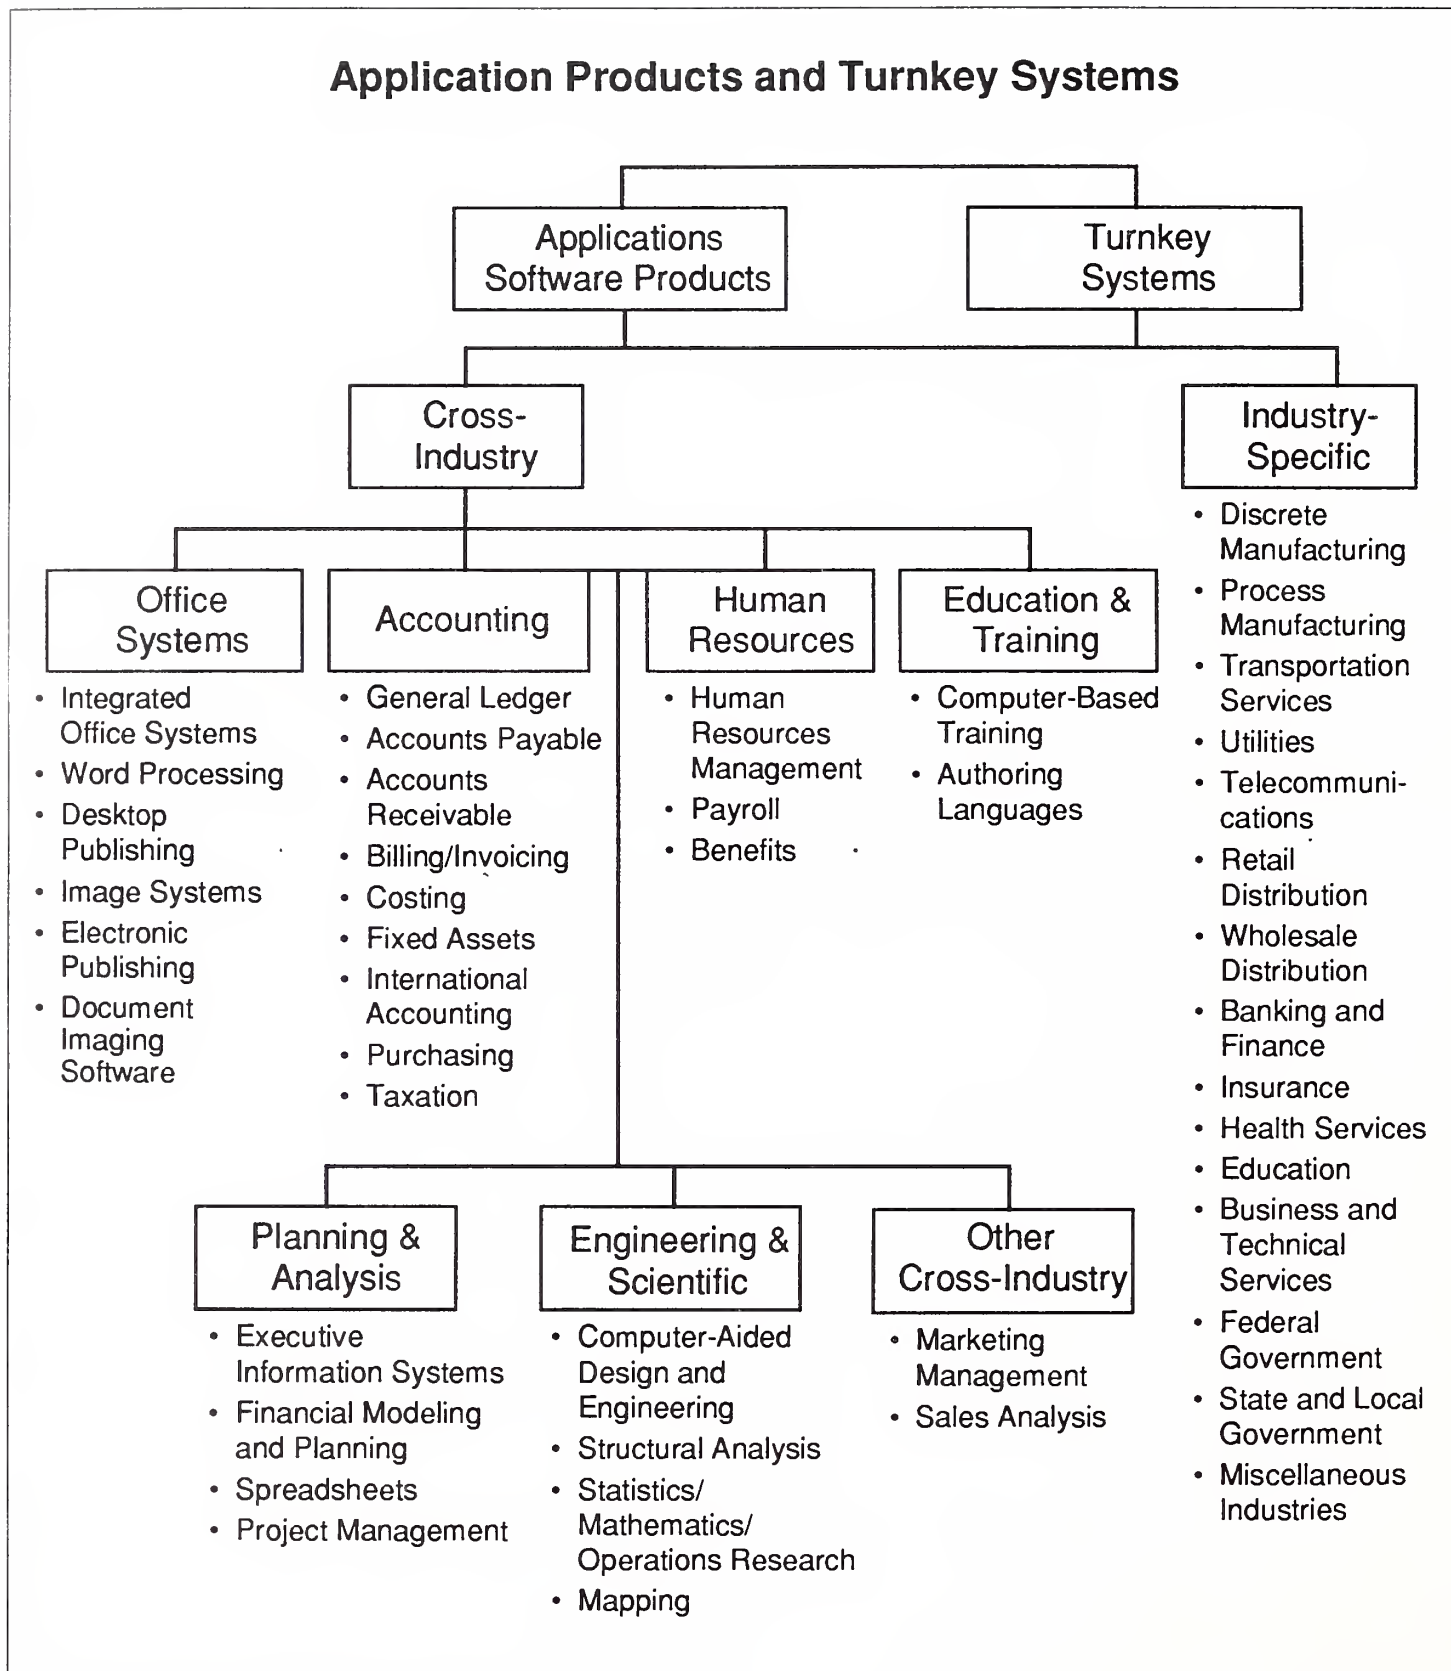 Application Products and Turnkey Systems
Applications
Software Products
Turnkey
Systems
Cross-
Industry
Industry-
Specific
• Discrete
Manufacturing
• Process
Manufacturing
• Transportation
Services
• Utilities
• Telecommuni-
cations
• Retail
Distribution
• Wholesale
Distribution
• Banking and
Finance
• Insurance
• Health Services
• Education
• Business and
Technical
Services
• Federal
Government
• State and Local
Government
• Miscellaneous
Industries
Office
Systems
• Integrated
Office Systems
• Word Processing
• Desktop
Publishing
• Image Systems
• Electronic
Publishing
• Document
Imaging
Software
Accounting
• General Ledger
• Accounts Payable
• Accounts
Receivable
• Billing/Invoicing
• Costing
• Fixed Assets
• International
Accounting
• Purchasing
• Taxation
Human
Resources
• Human
Resources
Management
• Payroll
• Benefits
Education &
Training
• Computer-Based
Training
• Authoring
Languages
Planning &
Analysis
• Executive
Information Systems
• Financial Modeling
and Planning
• Spreadsheets
• Project Management
Engineering &
Scientific
• Computer-Aided
Design and
Engineering
• Structural Analysis
• Statistics/
Mathematics/
Operations Research
• Mapping
Other
Cross-Industry
• Marketing
Management
• Sales Analysis